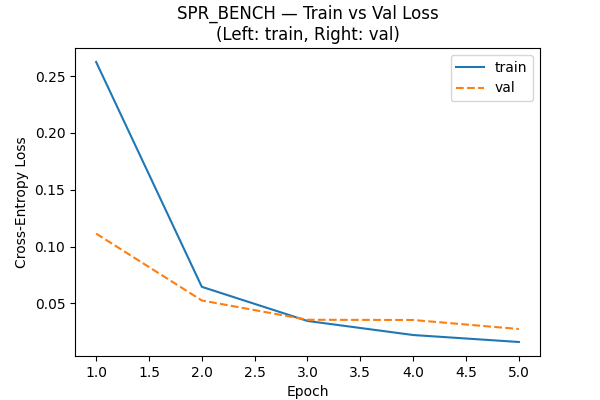 SPR_BENCH — Train vs Val Loss
(Left: train, Right: val)
train
val
Cross-Entropy Loss
0.25
0.20
0.15
0.10
0.05
1.0 1.5 2.0 2.5 3.0 3.5 4.0 4.5 5.0
Epoch